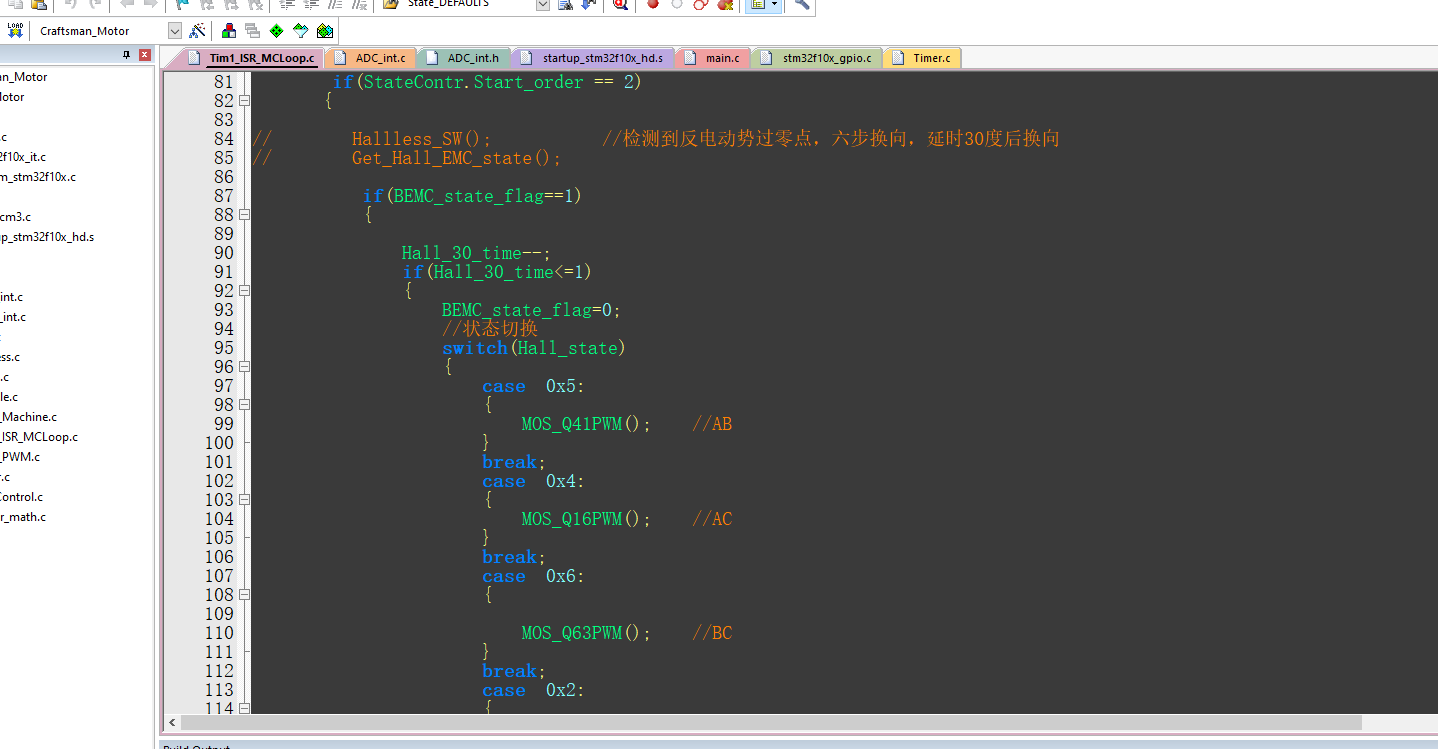 State_DEFAULTS
LOAD
Craftsman_Motor
Tim1_ISR_MCLoop.c
ADC_int.c
ADC_int.h
startup_stm32f10x_hd.s
main.c
stm32f10x_gpio.c
Timer.c
an_Motor
otor
.c
2f10x_it.c
m_stm32f10x.c
cm3.c
up_stm32f10x_hd.s
int.c
_int.c
ess.c
.c
le.c
_Machine.c
_ISR_MCLoop.c
_PWM.c
r.c
Control.c
r_math.c
81 if(StateContr.Start_order == 2)
82 {
83
84 // Hallless_SW(); //检测到反电动势过零点，六步换向，延时30度后换向
85 // Get_Hall_EMC_state();
86
87 if(BEMC_state_flag==1)
88 {
89
90 Hall_30_time--;
91 if(Hall_30_time<=1)
92 {
93 BEMC_state_flag=0;
94 //状态切换
95 switch(Hall_state)
96 {
97 case 0x5:
98 {
99 MOS_Q41PWM(); //AB
100 }
101 break;
102 case 0x4:
103 {
104 MOS_Q16PWM(); //AC
105 }
106 break;
107 case 0x6:
108 {
109
110 MOS_Q63PWM(); //BC
111 }
112 break;
113 case 0x2:
114 {
Build Output